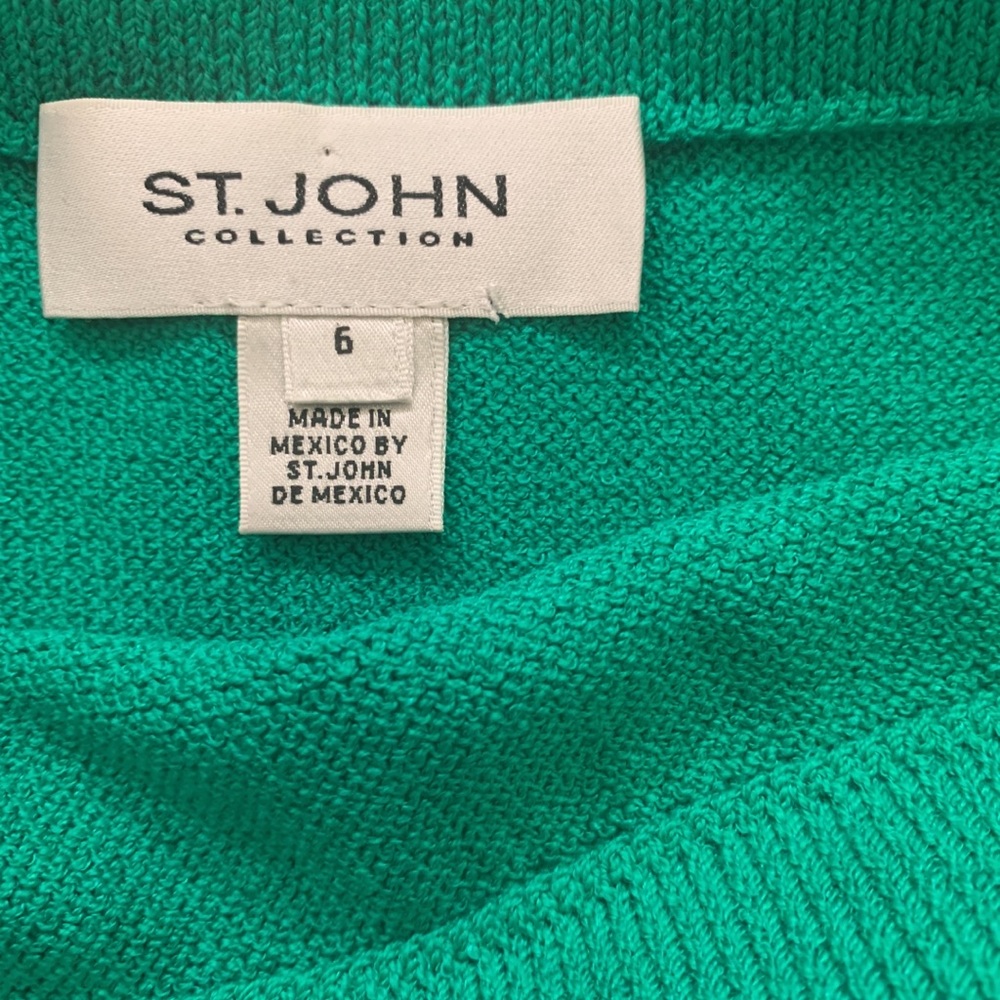 ST. JOHN
COLLECTION
6
MADE IN
MEXICO BY
ST.JOHN
DE MEXICO